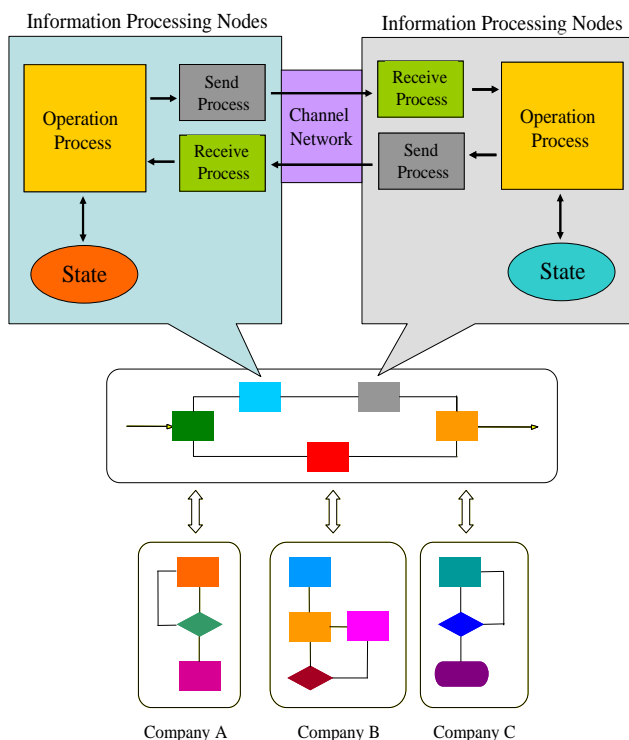 Information Processing Nodes
Information Processing Nodes
Send
Process
Receive
Process
Operation
Process
Channel
Network
Operation
Process
Receive
Process
Send
Process
State
State
Company A
Company B
Company C